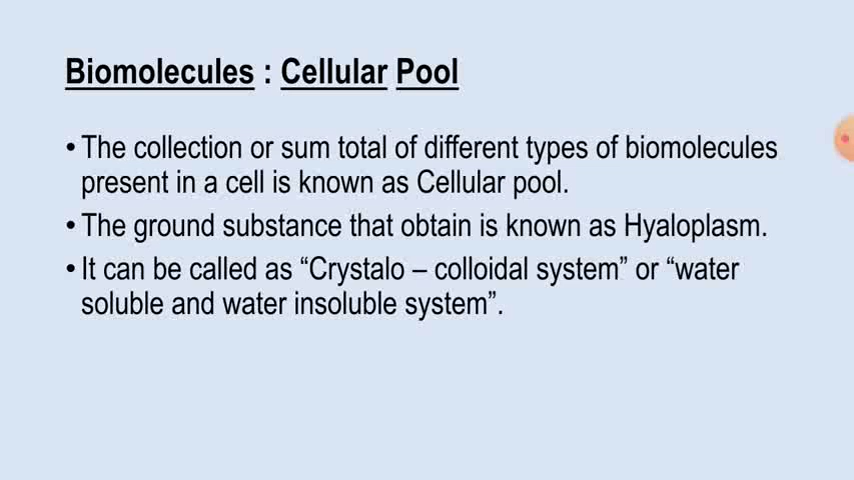 Biomolecules : Cellular Pool
• The collection or sum total of different types of biomolecules
present in a cell is known as Cellular pool.
• The ground substance that obtain is known as Hyaloplasm.
• It can be called as “Crystalo – colloidal system” or “water
soluble and water insoluble system”.